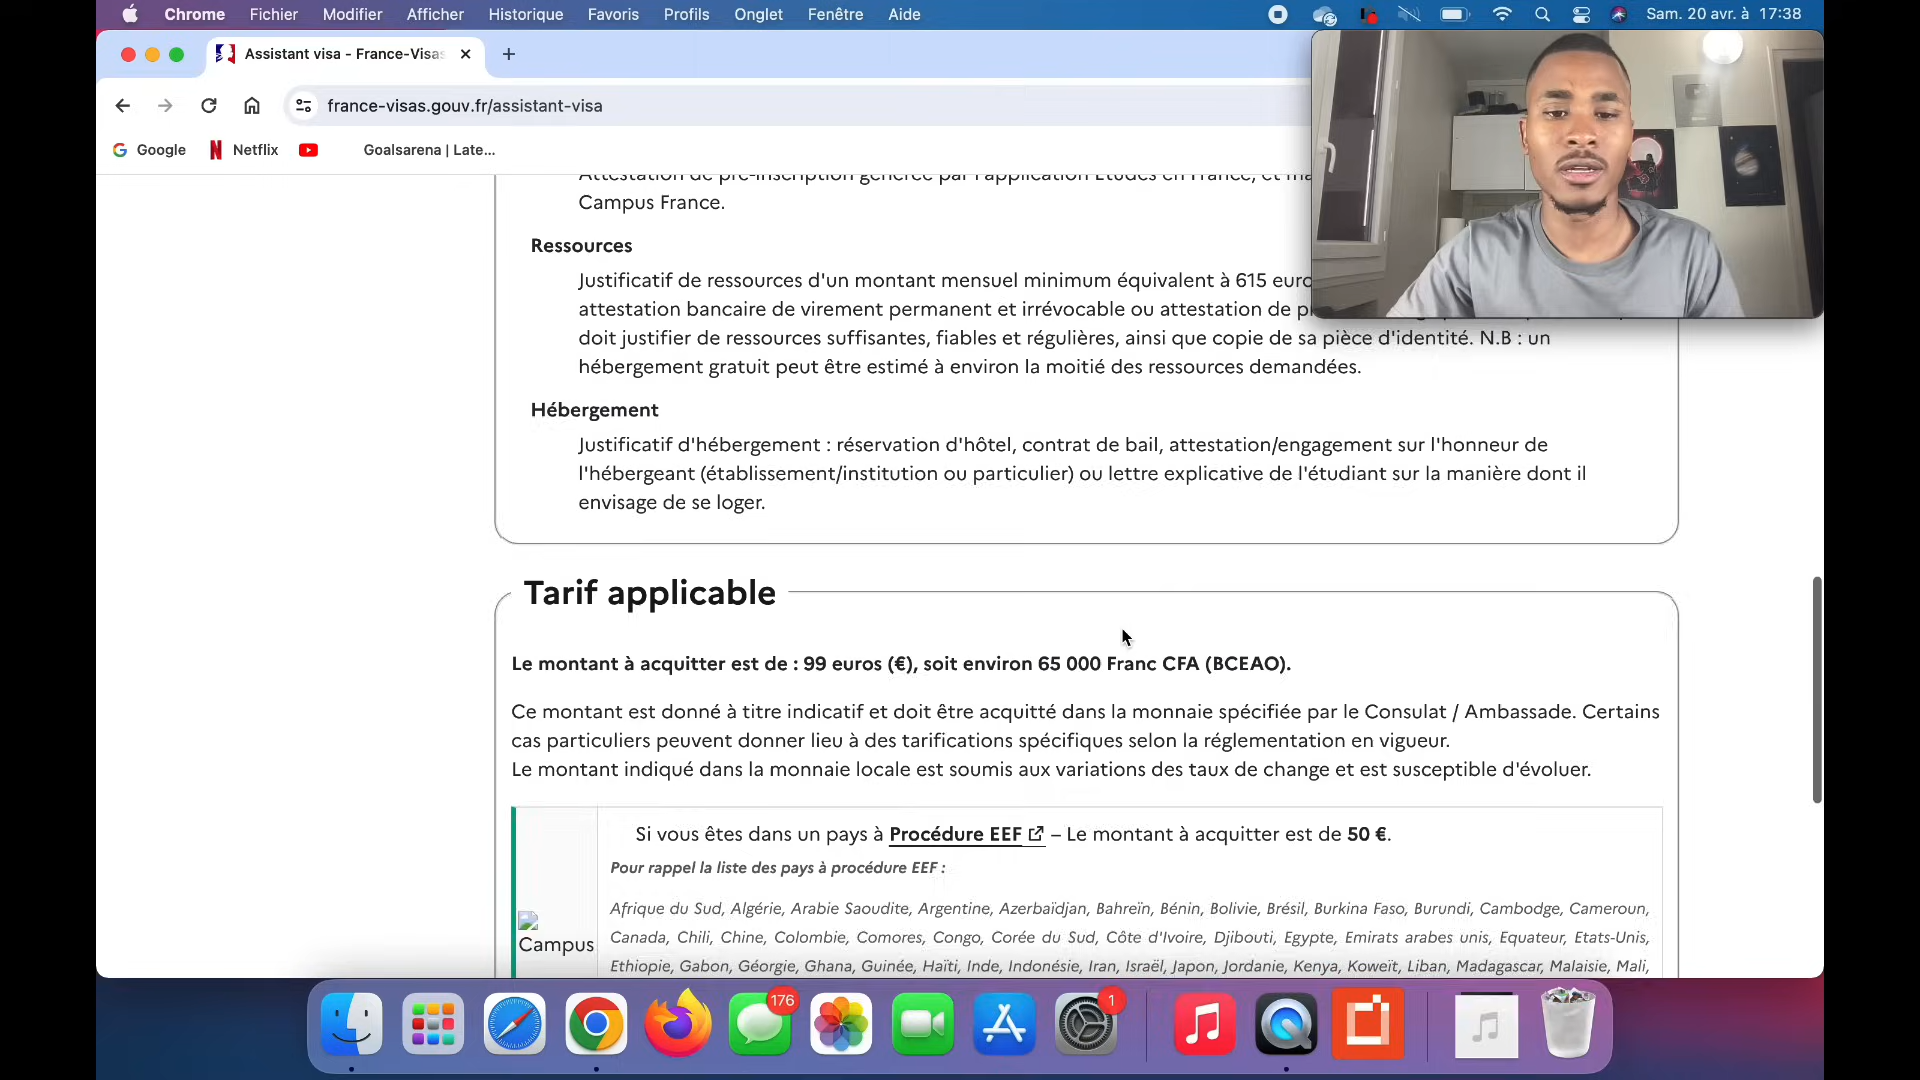 Chrome Fichier Modifier Afficher Historique Favoris Profils Onglet Fenêtre Aide Sam. 20 avr. à 17:38
Assistant visa - France-Visas
france-visas.gouv.fr/assistant-visa
Google Netflix Goalsarena | Late...
Attestation de pré-inscription générée par l'application Etudes en France, et
Campus France.
Ressources
Justificatif de ressources d'un montant mensuel minimum équivalent à 615
attestation bancaire de virement permanent et irrévocable ou attestation de
doit justifier de ressources suffisantes, fiables et régulières, ainsi que copie de sa pièce d'identité. N.B : un
hébergement gratuit peut être estimé à environ la moitié des ressources demandées.
Hébergement
Justificatif d'hébergement : réservation d'hôtel, contrat de bail, attestation/engagement sur l'honneur de
l'hébergeant (établissement/institution ou particulier) ou lettre explicative de l'étudiant sur la manière dont il
envisage de se loger.
Tarif applicable
Le montant à acquitter est de : 99 euros (€), soit environ 65 000 Franc CFA (BCEAO).
Ce montant est donné à titre indicatif et doit être acquitté dans la monnaie spécifiée par le Consulat / Ambassade. Certains
cas particuliers peuvent donner lieu à des tarifications spécifiques selon la réglementation en vigueur.
Le montant indiqué dans la monnaie locale est soumis aux variations des taux de change et est susceptible d'évoluer.
Si vous êtes dans un pays à Procédure EEF – Le montant à acquitter est de 50 €.
Pour rappel la liste des pays à procédure EEF :
Afrique du Sud, Algérie, Arabie Saoudite, Argentine, Azerbaïdjan, Bahreïn, Bénin, Bolivie, Brésil, Burkina Faso, Burundi, Cambodge, Cameroun,
Canada, Chili, Chine, Colombie, Comores, Congo, Corée du Sud, Côte d'Ivoire, Djibouti, Egypte, Emirats arabes unis, Equateur, Etats-Unis,
Ethiopie, Gabon, Géorgie, Ghana, Guinée, Haïti, Inde, Indonésie, Iran, Israël, Japon, Jordanie, Kenya, Koweït, Liban, Madagascar, Malaisie, Mali,
Campus
176
1